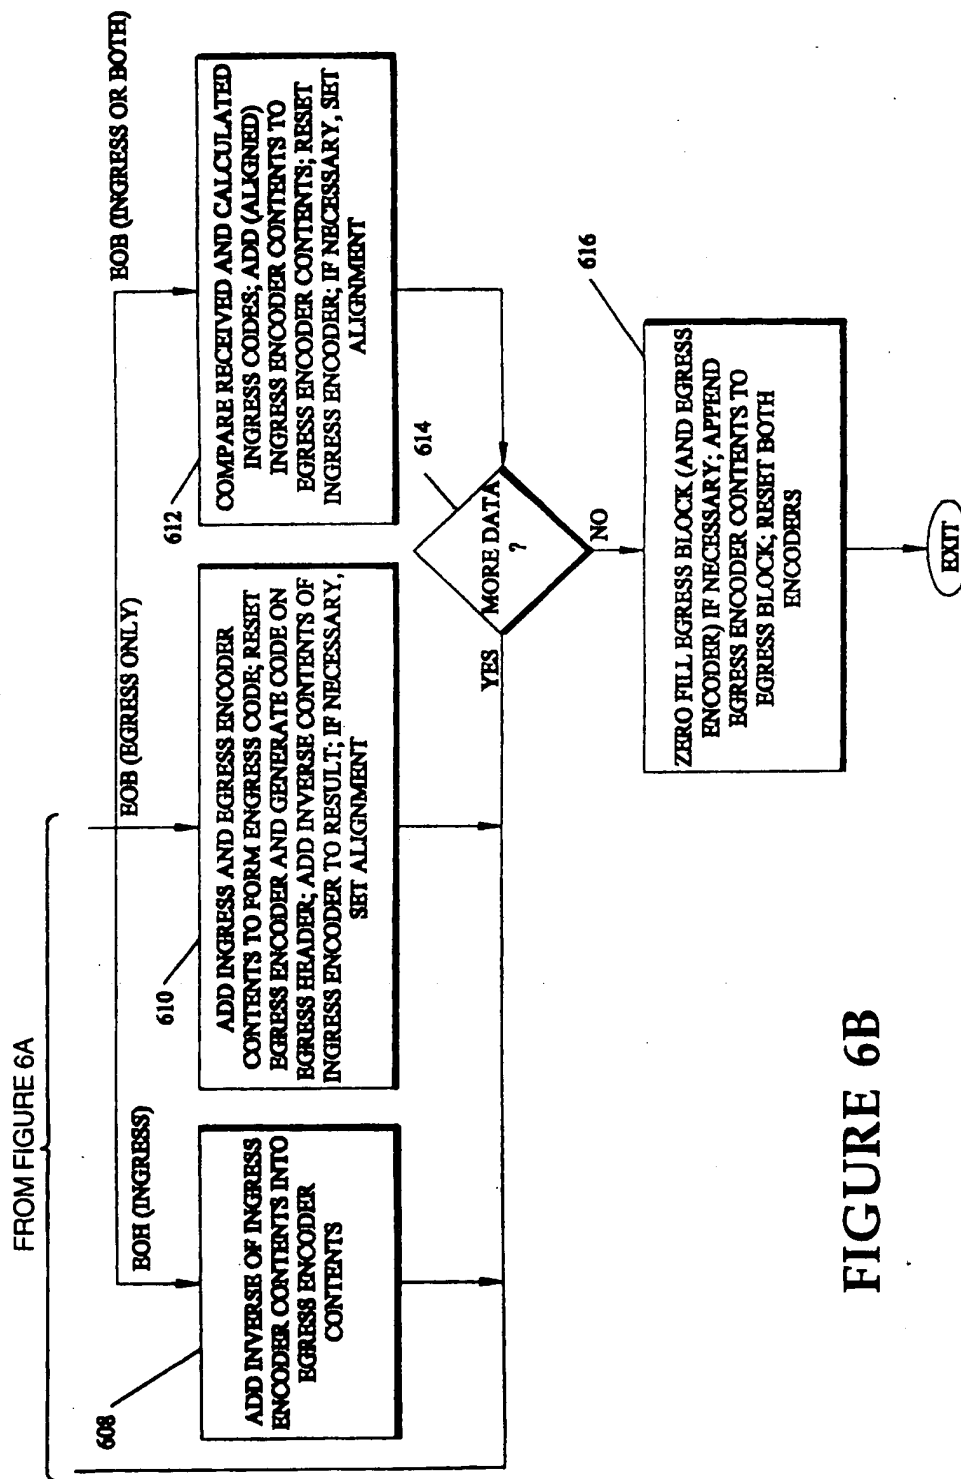 FROM FIGURE 6A
EOH (INGRESS)
EOB (EGRESS ONLY)
EOB (INGRESS OR BOTH)
608
ADD INVERSE OF INGRESS
ENCODER CONTENTS INTO
EGRESS ENCODER
CONTENTS
610
ADD INGRESS AND EGRESS ENCODER
CONTENTS TO FORM ENGRESS CODE; RESET
EGRESS ENCODER AND GENERATE CODE ON
EGRESS HEADER; ADD INVERSE CONTENTS OF
INGRESS ENCODER TO RESULT; IF NECESSARY,
SET ALIGNMENT
612
COMPARE RECEIVED AND CALCULATED
INGRESS CODES; ADD (ALIGNED)
INGRESS ENCODER CONTENTS TO
EGRESS ENCODER CONTENTS; RESET
INGRESS ENCODER; IF NECESSARY, SET
ALIGNMENT
614
MORE DATA
?
YES
NO
616
ZERO FILL EGRESS BLOCK (AND EGRESS
ENCODER) IF NECESSARY; APPEND
EGRESS ENCODER CONTENTS TO
EGRESS BLOCK; RESET BOTH
ENCODERS
EXIT
FIGURE 6B